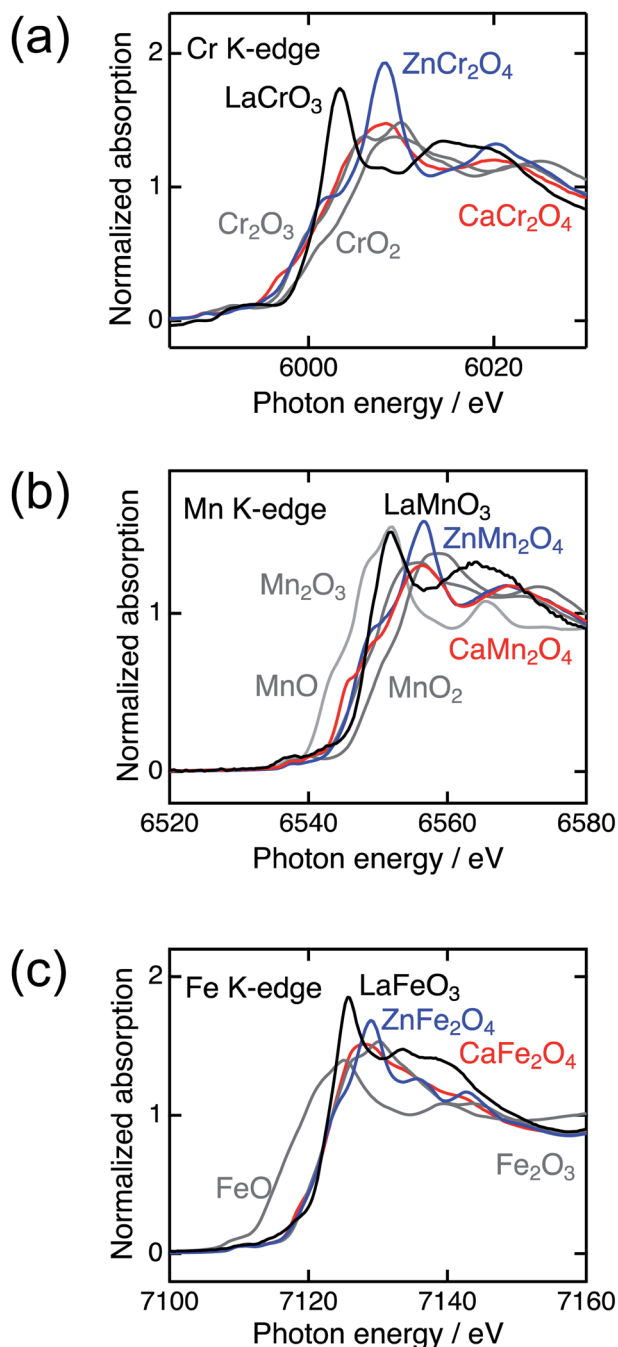 (a)
Cr K-edge
ZnCr₂O₄
LaCrO₃
Cr₂O₃
CrO₂
CaCr₂O₄
Normalized absorption
2
1
0
6000
6020
Photon energy / eV
(b)
Mn K-edge
LaMnO₃
ZnMn₂O₄
Mn₂O₃
CaMn₂O₄
MnO
MnO₂
Normalized absorption
1
0
6520
6540
6560
6580
Photon energy / eV
(c)
Fe K-edge
LaFeO₃
ZnFe₂O₄
CaFe₂O₄
FeO
Fe₂O₃
Normalized absorption
2
1
0
7100
7120
7140
7160
Photon energy / eV